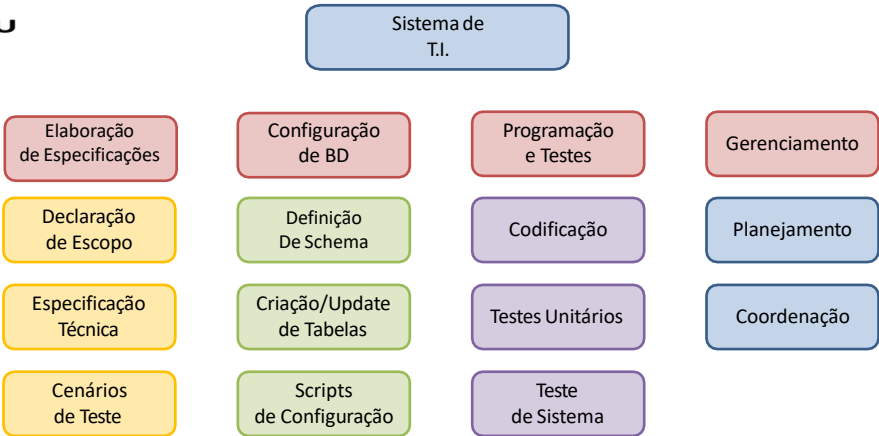 Sistema de
T.I.
Elaboração
de Especificações
Configuração
de BD
Programação
e Testes
Gerenciamento
Declaração
de Escopo
Definição
De Schema
Codificação
Planejamento
Especificação
Técnica
Criação/Update
de Tabelas
Testes Unitários
Coordenação
Cenários
de Teste
Scripts
de Configuração
Teste
de Sistema